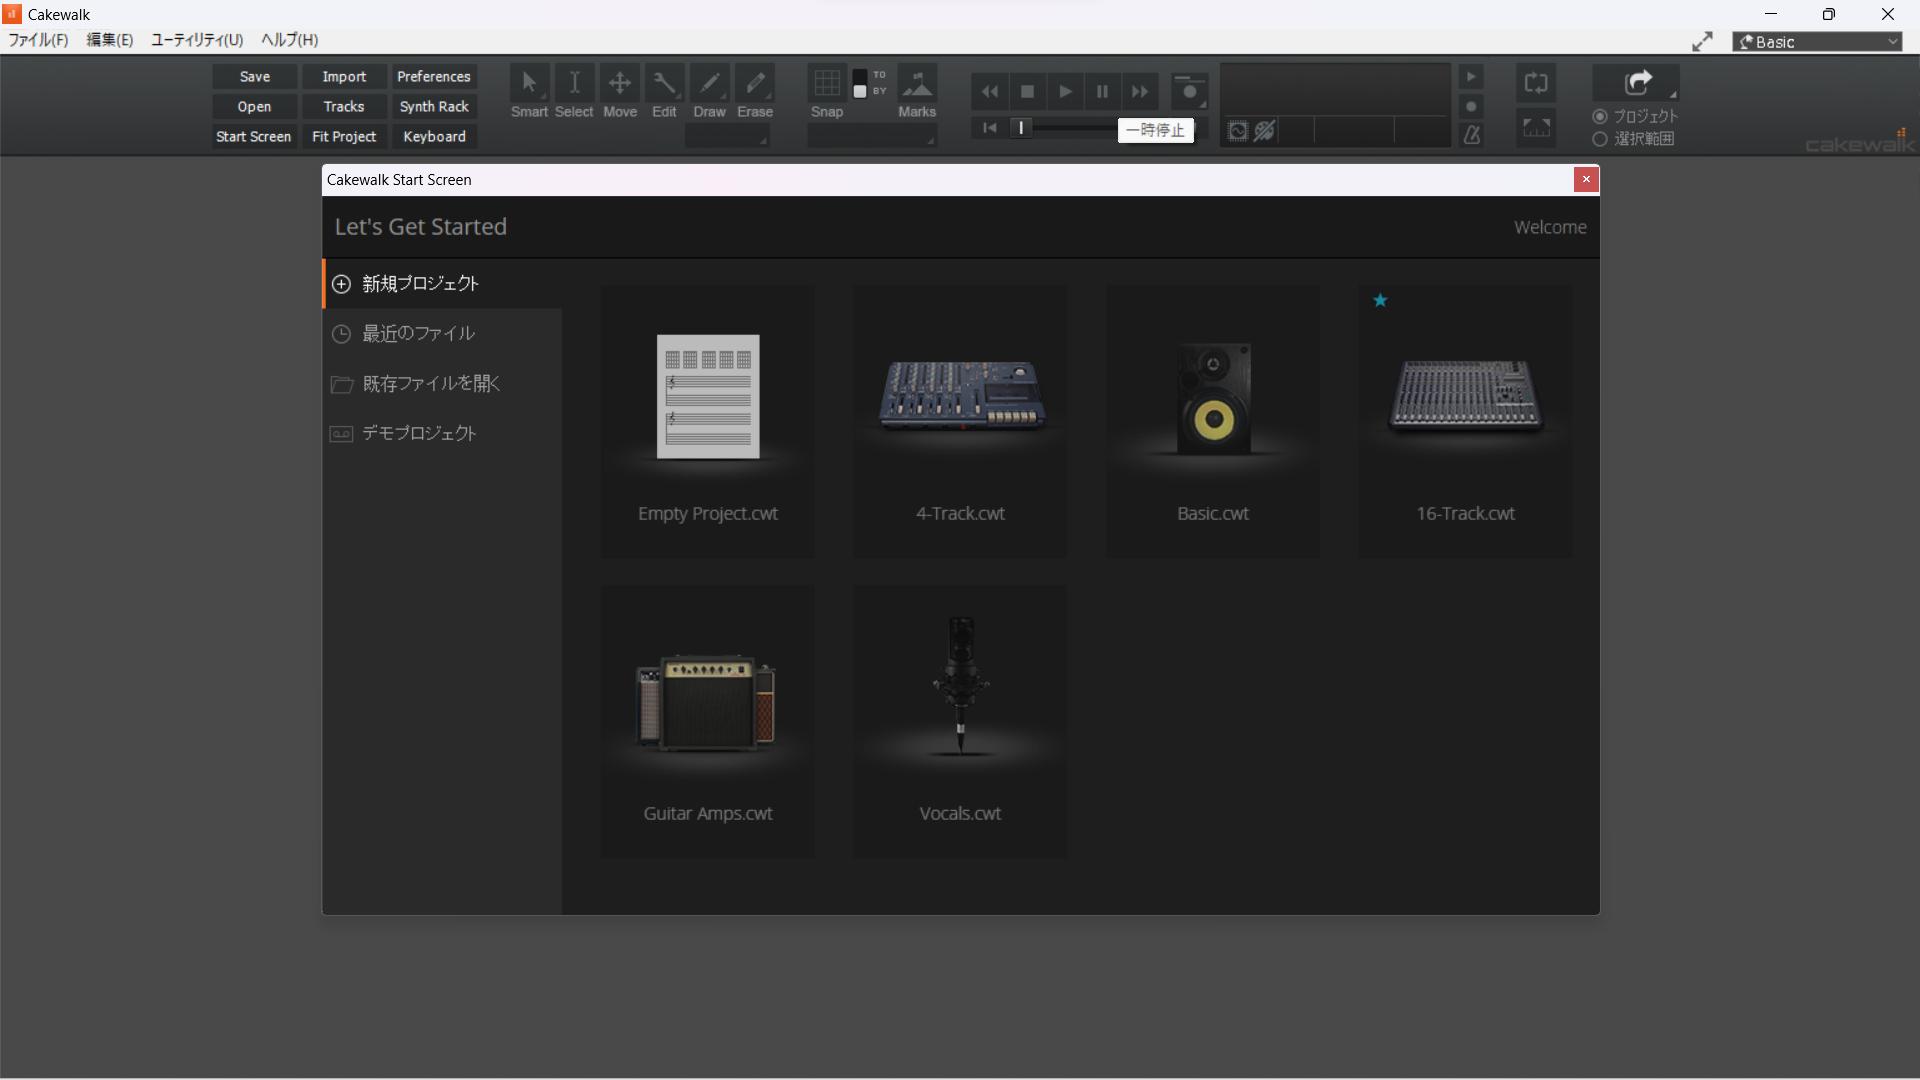 Cakewalk
ファイル(F) 編集(E) ユーティリティ(U) ヘルプ(H)
Basic
Save Import Preferences
Open Tracks Synth Rack
Start Screen Fit Project Keyboard
Smart Select Move Edit Draw Erase
Snap
TO
BY
Marks
一時停止
プロジェクト
選択範囲
cakewalk
Cakewalk Start Screen
Let's Get Started
Welcome
新規プロジェクト
最近のファイル
既存ファイルを開く
デモプロジェクト
Empty Project.cwt
4-Track.cwt
Basic.cwt
16-Track.cwt
Guitar Amps.cwt
Vocals.cwt